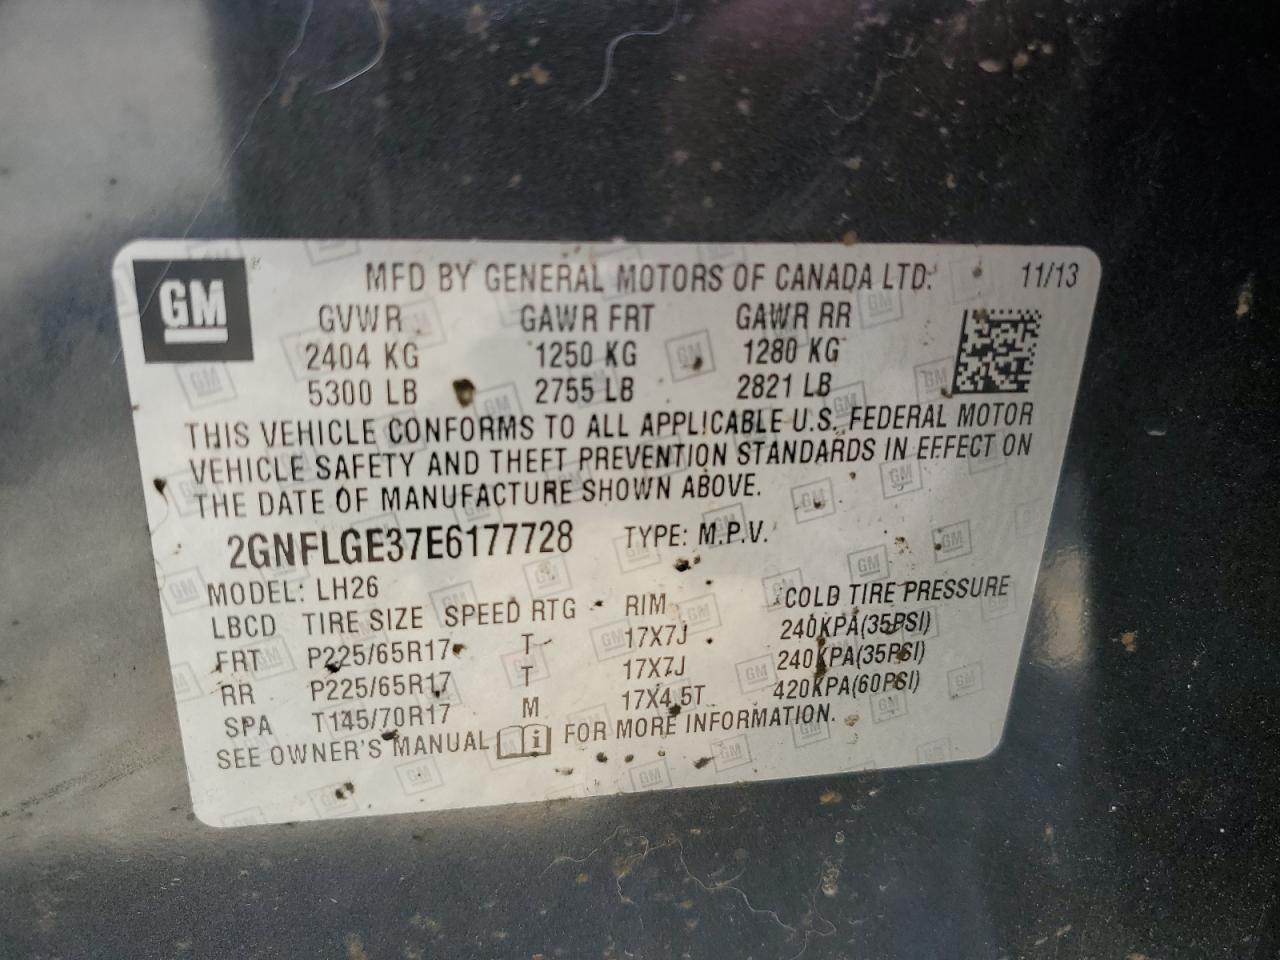 GM
MFD BY GENERAL MOTORS OF CANADA LTD. 11/13
GVWR GAWR FRT GAWR RR
2404 KG 1250 KG 1280 KG
5300 LB 2755 LB 2821 LB
THIS VEHICLE CONFORMS TO ALL APPLICABLE U.S. FEDERAL MOTOR
VEHICLE SAFETY AND THEFT PREVENTION STANDARDS IN EFFECT ON
THE DATE OF MANUFACTURE SHOWN ABOVE.
2GNFLGE37E6177728 TYPE: M.P.V.
MODEL: LH26
LBCD TIRE SIZE SPEED RTG RIM COLD TIRE PRESSURE
FRT P225/65R17 T 17X7J 240KPA(35PSI)
RR P225/65R17 T 17X7J 240KPA(35PSI)
SPA T145/70R17 M 17X4.5T 420KPA(60PSI)
SEE OWNER'S MANUAL i FOR MORE INFORMATION.